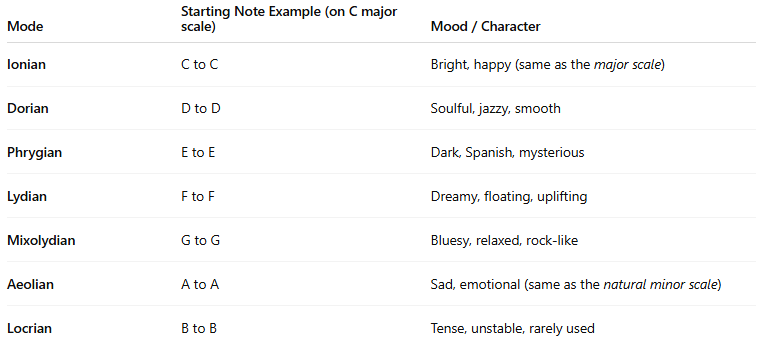 Mode Starting Note Example (on C major scale) Mood / Character
Ionian C to C Bright, happy (same as the major scale)
Dorian D to D Soulful, jazzy, smooth
Phrygian E to E Dark, Spanish, mysterious
Lydian F to F Dreamy, floating, uplifting
Mixolydian G to G Bluesy, relaxed, rock-like
Aeolian A to A Sad, emotional (same as the natural minor scale)
Locrian B to B Tense, unstable, rarely used